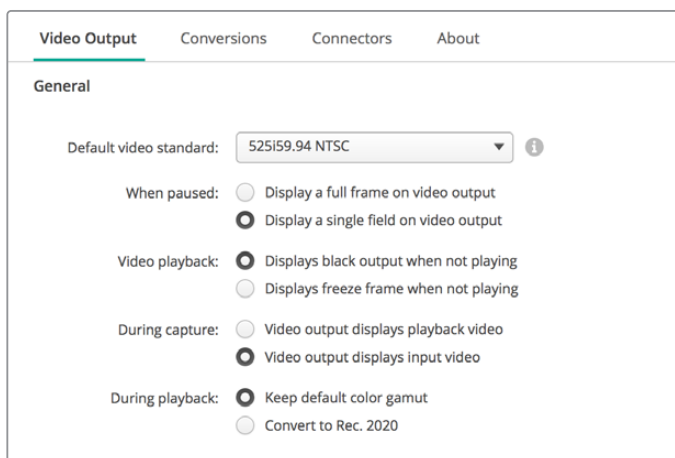 Video Output Conversions Connectors About
General
Default video standard: 525i59.94 NTSC
When paused: Display a full frame on video output
Display a single field on video output
Video playback: Displays black output when not playing
Displays freeze frame when not playing
During capture: Video output displays playback video
Video output displays input video
During playback: Keep default color gamut
Convert to Rec. 2020